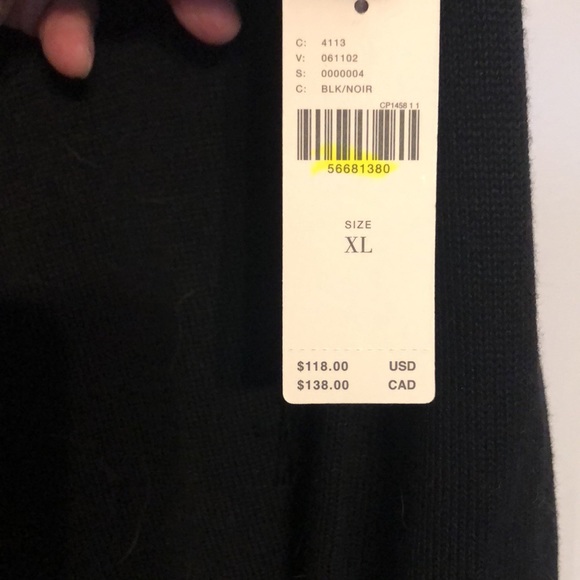 C: 4113
V: 061102
S: 0000004
C: BLK/NOIR
CP1458 1 1
56681380
SIZE
XL
$118.00 USD
$138.00 CAD